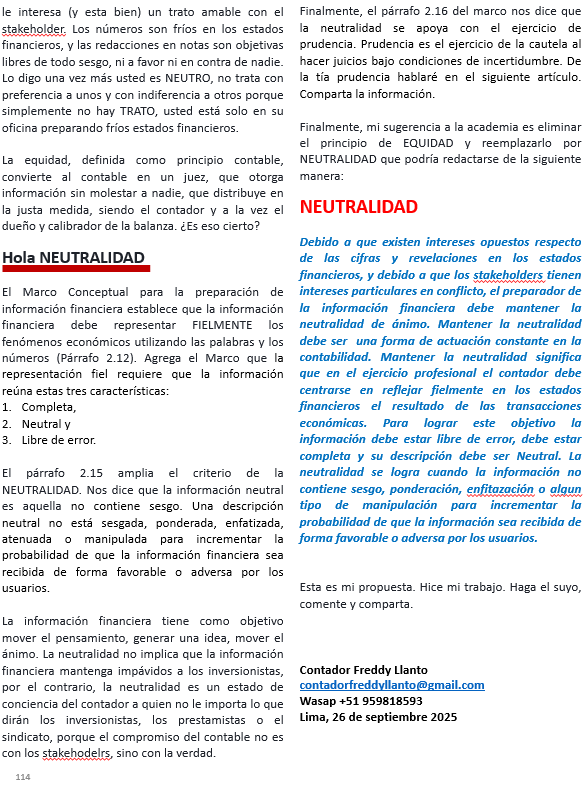 le interesa (y esta bien) un trato amable con el
stakeholder. Los números son fríos en los estados
financieros, y las redacciones en notas son objetivas
libres de todo sesgo, ni a favor ni en contra de nadie.
Lo digo una vez más usted es NEUTRO, no trata con
preferencia a unos y con indiferencia a otros porque
simplemente no hay TRATO, usted está solo en su
oficina preparando fríos estados financieros.
La equidad, definida como principio contable,
convierte al contable en un juez, que otorga
información sin molestar a nadie, que distribuye en
la justa medida, siendo el contador y a la vez el
dueño y calibrador de la balanza. ¿Es eso cierto?
Hola NEUTRALIDAD
El Marco Conceptual para la preparación de
información financiera establece que la información
financiera debe representar FIELMENTE los
fenómenos económicos utilizando las palabras y los
números (Párrafo 2.12). Agrega el Marco que la
representación fiel requiere que la información
reúna estas tres características:
1. Completa,
2. Neutral y
3. Libre de error.
El párrafo 2.15 amplia el criterio de la
NEUTRALIDAD. Nos dice que la información neutral
es aquella no contiene sesgo. Una descripción
neutral no está sesgada, ponderada, enfatizada,
atenuada o manipulada para incrementar la
probabilidad de que la información financiera sea
recibida de forma favorable o adversa por los
usuarios.
La información financiera tiene como objetivo
mover el pensamiento, generar una idea, mover el
ánimo. La neutralidad no implica que la información
financiera mantenga impávidos a los inversionistas,
por el contrario, la neutralidad es un estado de
conciencia del contador a quien no le importa lo que
dirán los inversionistas, los prestamistas o el
sindicato, porque el compromiso del contable no es
con los stakehodelrs, sino con la verdad.
114
Finalmente, el párrafo 2.16 del marco nos dice que
la neutralidad se apoya con el ejercicio de
prudencia. Prudencia es el ejercicio de la cautela al
hacer juicios bajo condiciones de incertidumbre. De
la tía prudencia hablaré en el siguiente artículo.
Comparta la información.
Finalmente, mi sugerencia a la academia es eliminar
el principio de EQUIDAD y reemplazarlo por
NEUTRALIDAD que podría redactarse de la siguiente
manera:
NEUTRALIDAD
Debido a que existen intereses opuestos respecto
de las cifras y revelaciones en los estados
financieros, y debido a que los stakeholders tienen
intereses particulares en conflicto, el preparador de
la información financiera debe mantener la
neutralidad de ánimo. Mantener la neutralidad
debe ser una forma de actuación constante en la
contabilidad. Mantener la neutralidad significa
que en el ejercicio profesional el contador debe
centrarse en reflejar fielmente en los estados
financieros el resultado de las transacciones
económicas. Para lograr este objetivo la
información debe estar libre de error, debe estar
completa y su descripción debe ser Neutral. La
neutralidad se logra cuando la información no
contiene sesgo, ponderación, enfitazación o algun
tipo de manipulación para incrementar la
probabilidad de que la información sea recibida de
forma favorable o adversa por los usuarios.
Esta es mi propuesta. Hice mi trabajo. Haga el suyo,
comente y comparta.
Contador Freddy Llanto
contadorfreddyllanto@gmail.com
Wasap +51 959818593
Lima, 26 de septiembre 2025